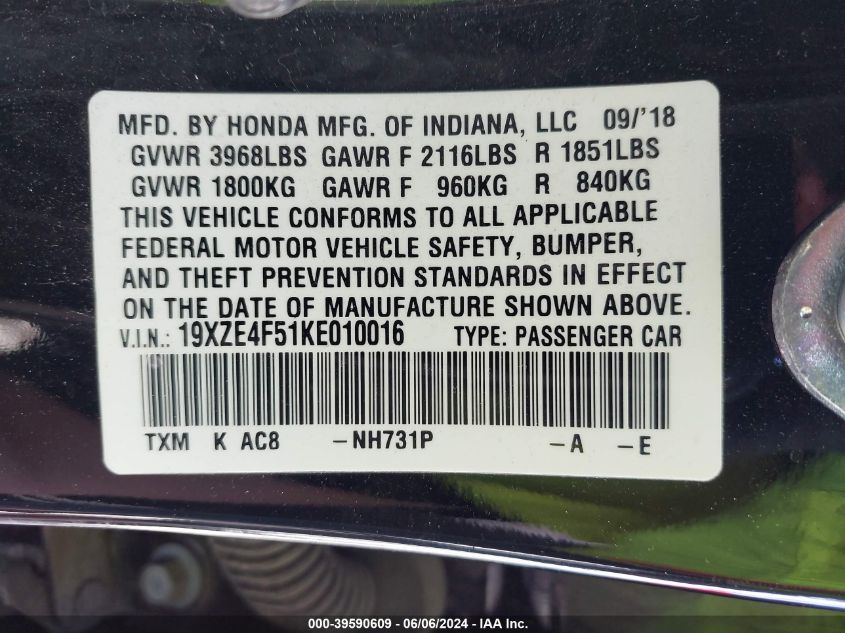 MFD. BY HONDA MFG. OF INDIANA, LLC 09/'18
GVWR 3968LBS GAWR F 2116LBS R 1851LBS
GVWR 1800KG GAWR F 960KG R 840KG
THIS VEHICLE CONFORMS TO ALL APPLICABLE
FEDERAL MOTOR VEHICLE SAFETY, BUMPER,
AND THEFT PREVENTION STANDARDS IN EFFECT
ON THE DATE OF MANUFACTURE SHOWN ABOVE.
V.I.N.: 19XZE4F51KE010016 TYPE: PASSENGER CAR
TXM K AC8 -NH731P -A -E
000-39590609 - 06/06/2024 - IAA Inc.